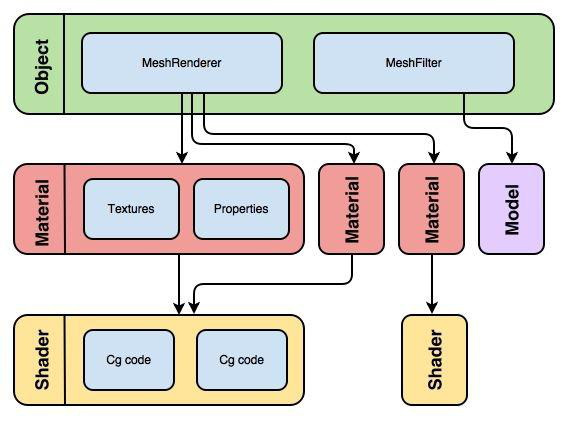 Object
MeshRenderer
MeshFilter
Material
Textures
Properties
Material
Material
Model
Shader
Cg code
Cg code
Shader